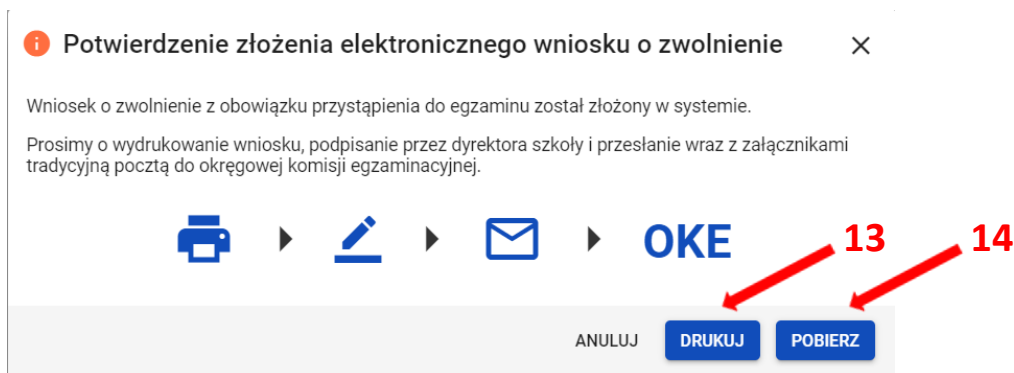 Potwierdzenie złożenia elektronicznego wniosku o zwolnienie
Wniosek o zwolnienie z obowiązku przystąpienia do egzaminu został złożony w systemie.
Prosimy o wydrukowanie wniosku, podpisanie przez dyrektora szkoły i przesłanie wraz z załącznikami
tradycyjną pocztą do okręgowej komisji egzaminacyjnej.
OKE
13
14
ANULUJ
DRUKUJ
POBIERZ